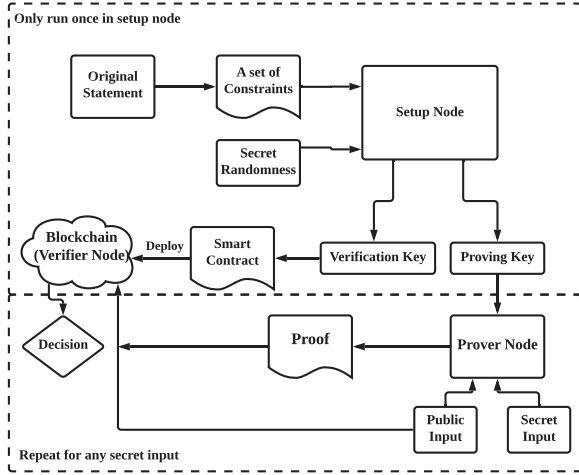 Only run once in setup node
Original
Statement
A set of
Constraints
Setup Node
Secret
Randomness
Blockchain
(Verifier Node)
Deploy
Smart
Contract
Verification Key
Proving Key
Decision
Proof
Prover Node
Public
Input
Secret
Input
Repeat for any secret input